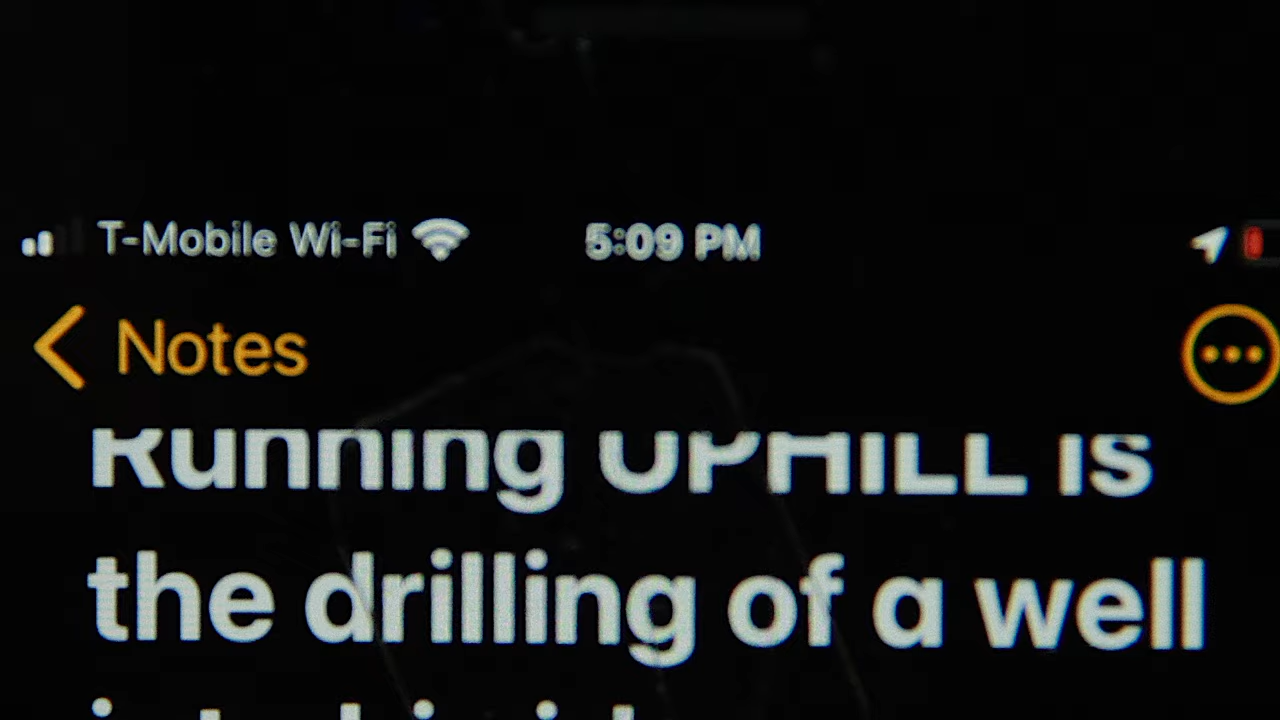 T-Mobile Wi-Fi 5:09 PM
Notes
Running UPHILL is
the drilling of a well